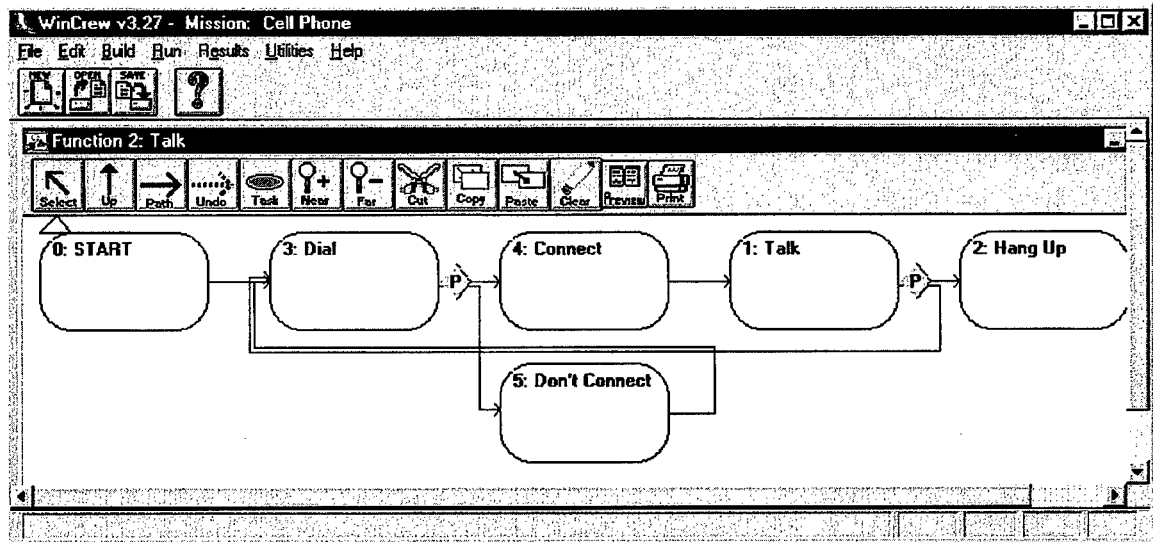 WinCrew v3.27 - Mission: Cell Phone
File Edit Build Run Results Utilities Help
NEW OPEN SAVE
Function 2: Talk
Select Up Path Undo Task Near Far Cut Copy Paste Clear Preview Print
0: START 3: Dial 4: Connect 1: Talk 2: Hang Up
P P
5: Don't Connect